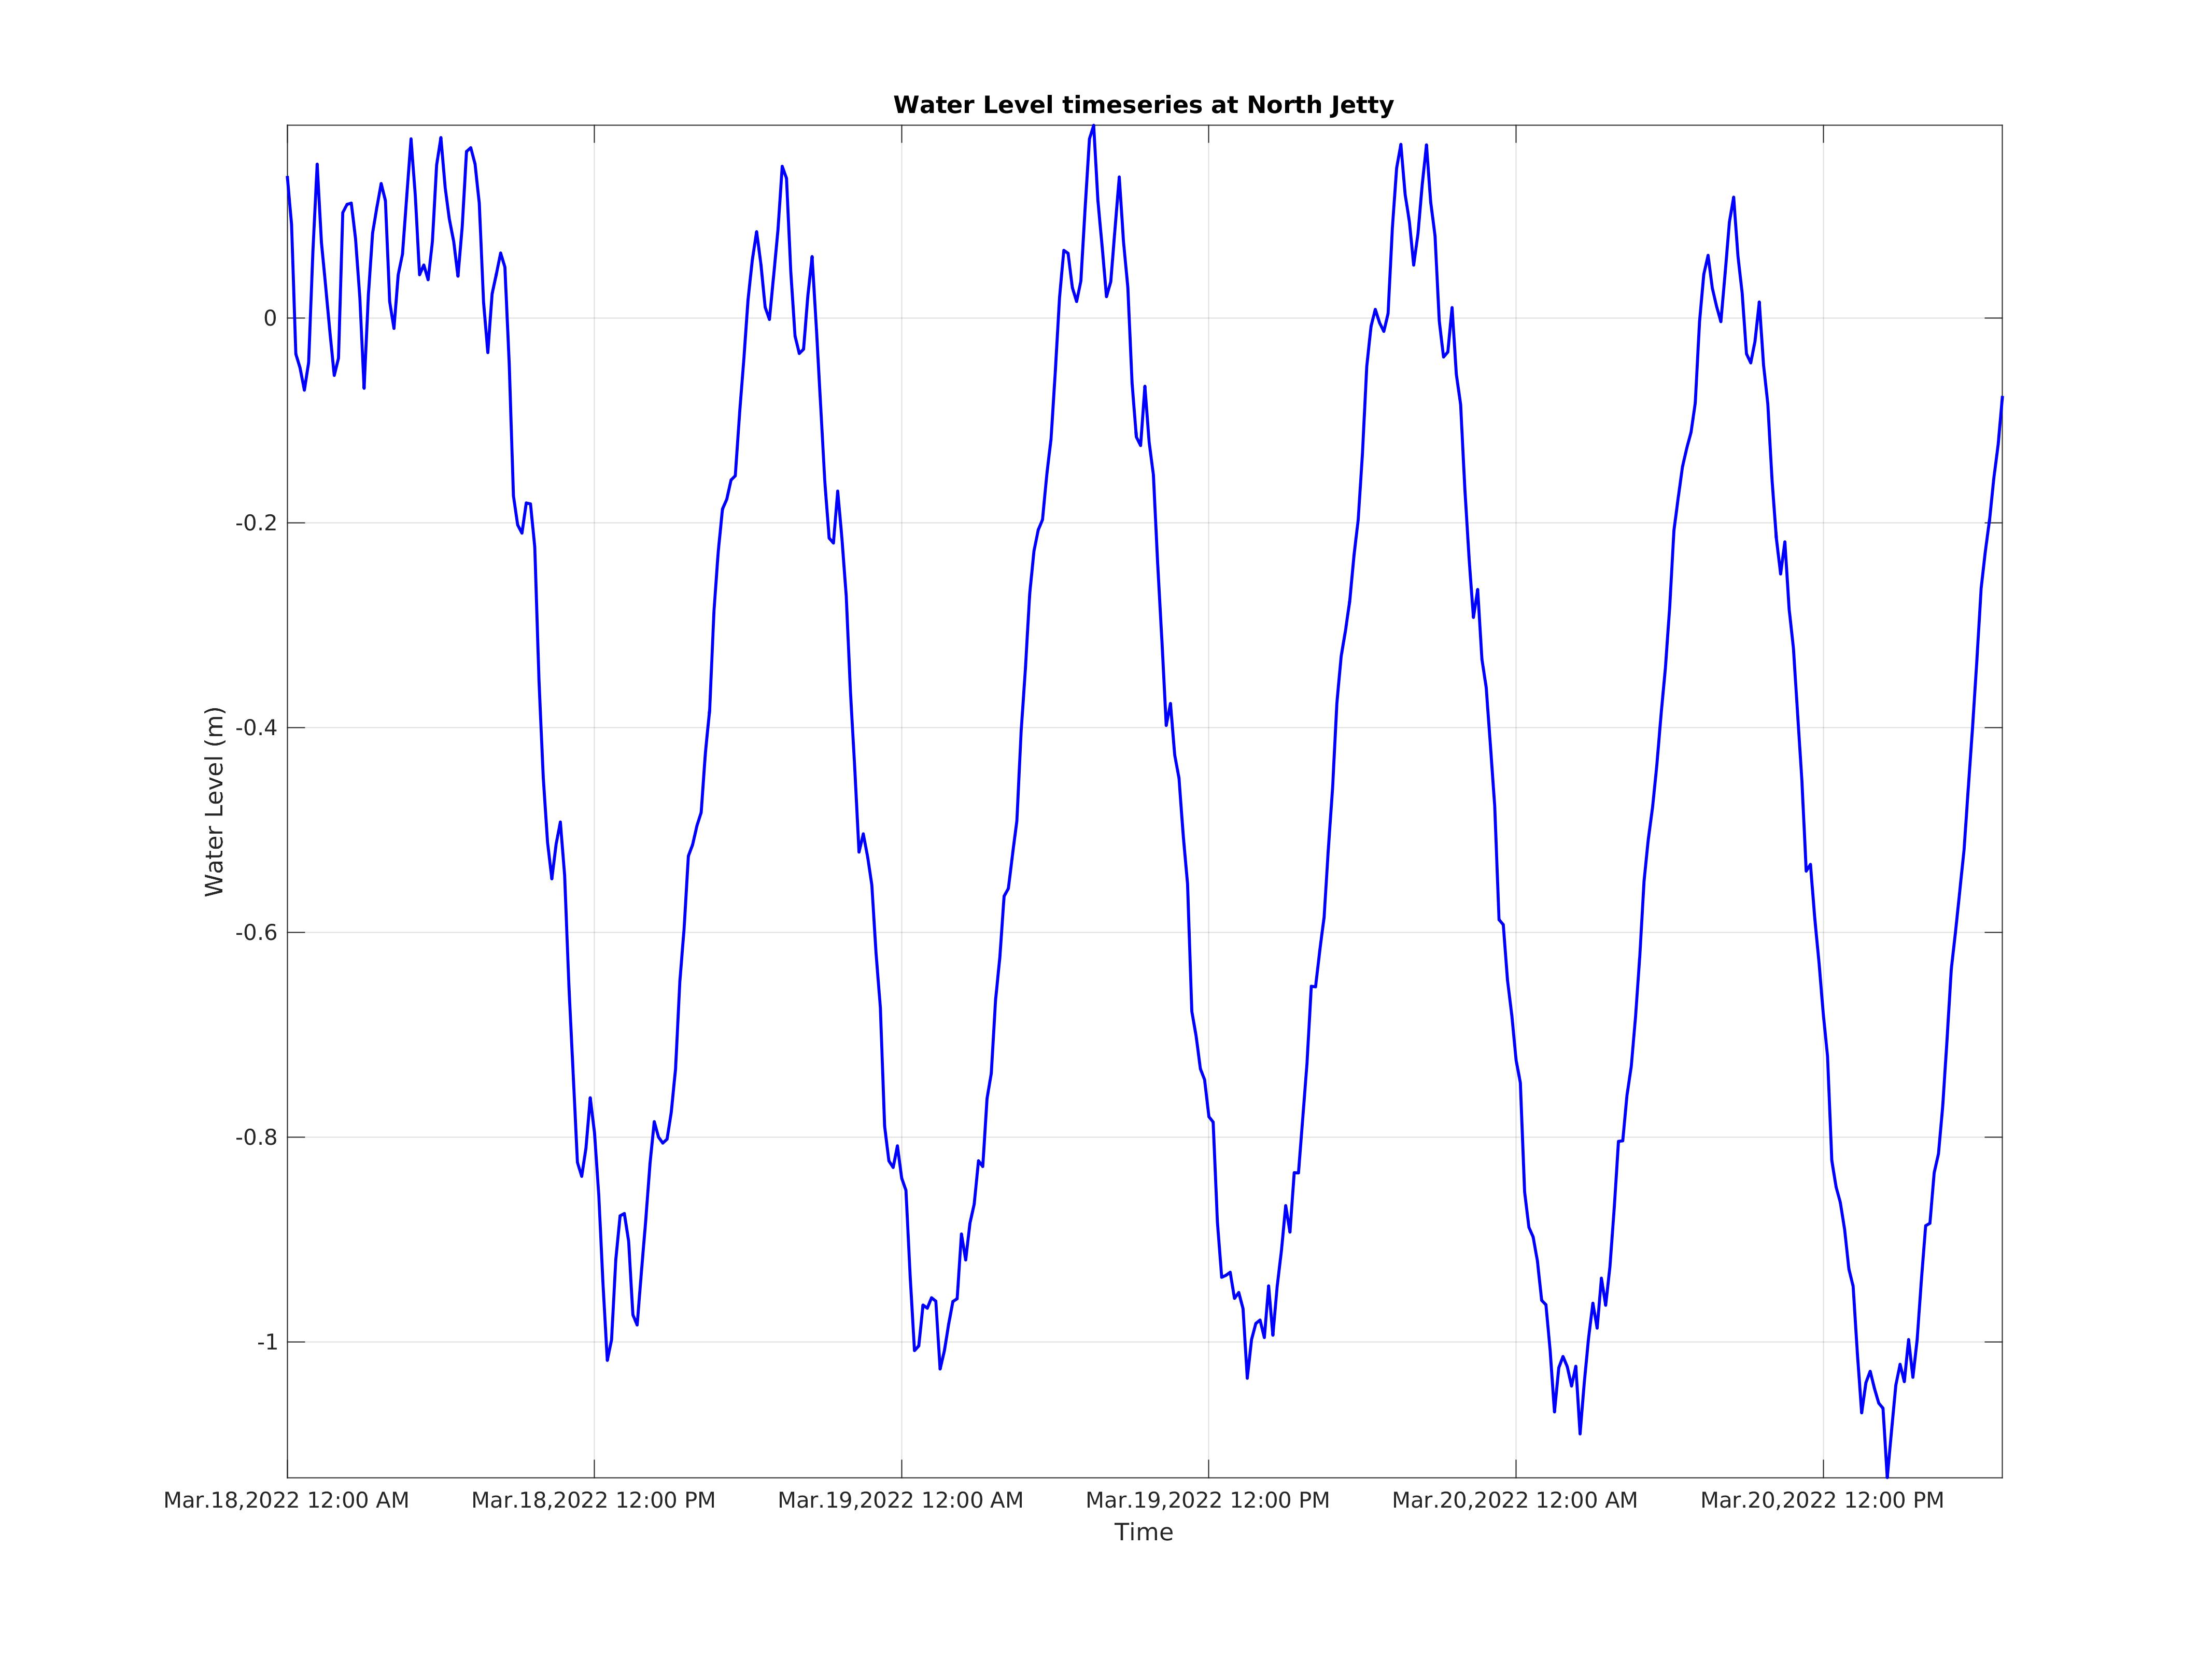 Water Level timeseries at North Jetty
0
-0.2
-0.4
-0.6
-0.8
-1
Water Level (m)
Mar.18,2022 12:00 AM
Mar.18,2022 12:00 PM
Mar.19,2022 12:00 AM
Mar.19,2022 12:00 PM
Mar.20,2022 12:00 AM
Mar.20,2022 12:00 PM
Time